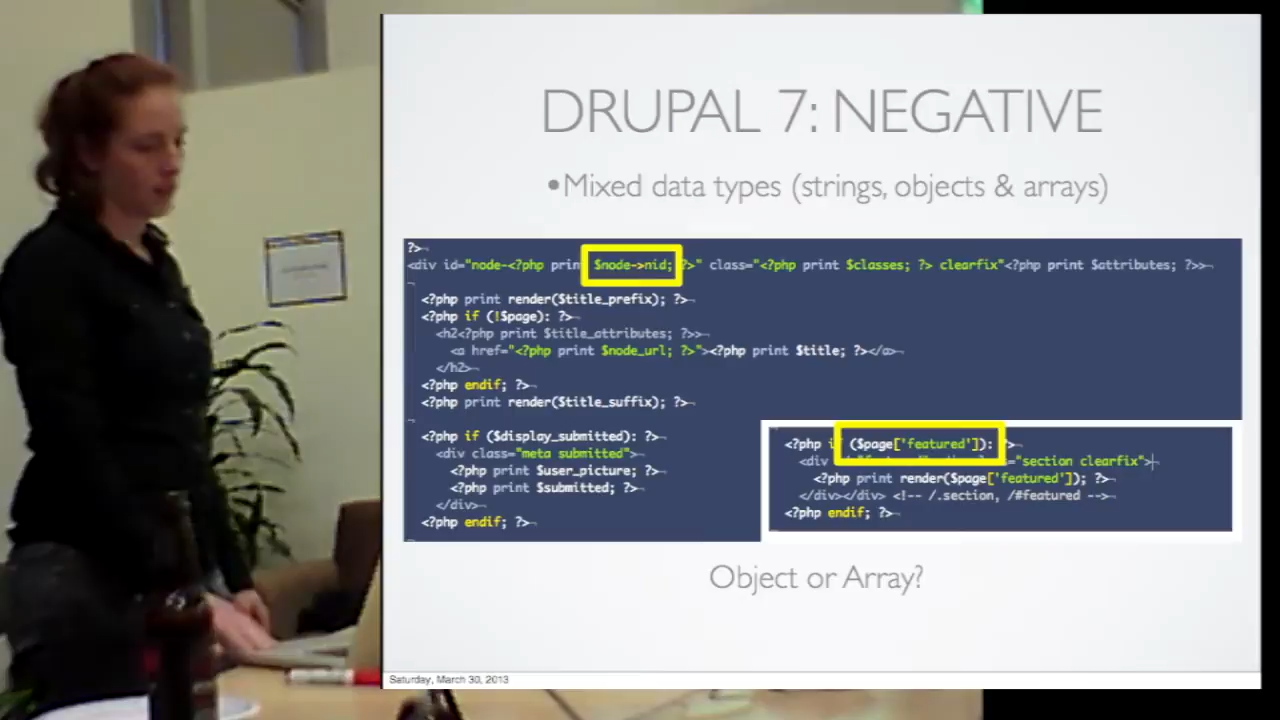 DRUPAL 7: NEGATIVE
•Mixed data types (strings, objects & arrays)
?>¬
<div id="node-<?php prin $node->nid; ?>" class="<?php print $classes; ?> clearfix"<?php print $attributes; ?>>¬
<?php print render($title_prefix); ?>¬
<?php if (!$page): ?>¬
<h2<?php print $title_attributes; ?>>¬
<a href="<?php print $node_url; ?>"><?php print $title; ?></a>¬
</h2>¬
<?php endif; ?>¬
<?php print render($title_suffix); ?>¬
<?php if ($display_submitted): ?>¬
<div class="meta submitted">¬
<?php print $user_picture; ?>¬
<?php print $submitted; ?>¬
</div>¬
<?php endif; ?>¬
<?php if ($page['featured']): ?>¬
<div ="section clearfix">¬
<?php print render($page['featured']); ?>¬
</div></div> <!-- /.section, /#featured -->¬
<?php endif; ?>¬
Object or Array?
Saturday, March 30, 2013